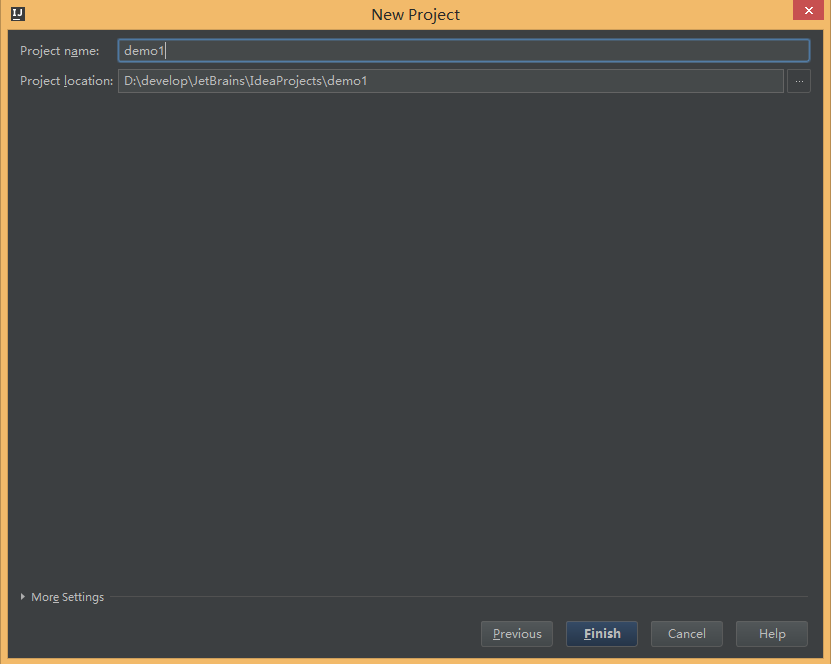 IJ
New Project
Project name: demo1
Project location: D:\develop\JetBrains\IdeaProjects\demo1 ...
More Settings
Previous Finish Cancel Help